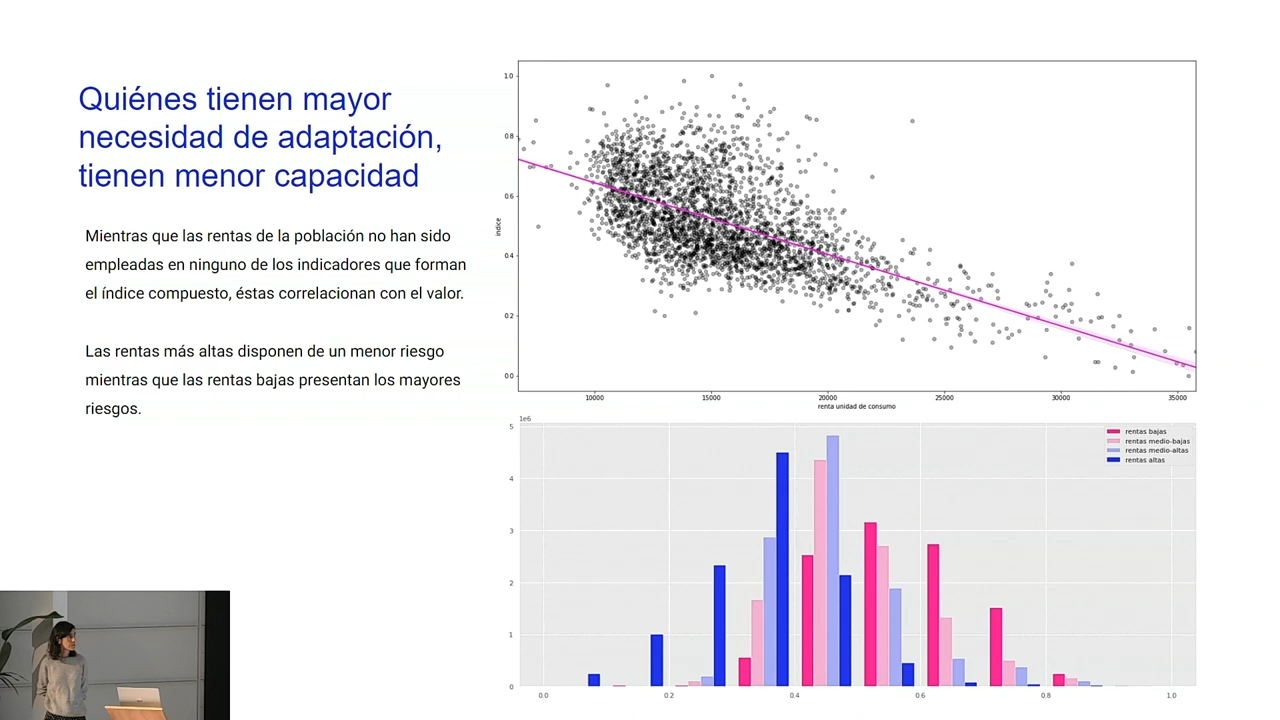 Quiénes tienen mayor
necesidad de adaptación,
tienen menor capacidad
Mientras que las rentas de la población no han sido
empleadas en ninguno de los indicadores que forman
el índice compuesto, éstas correlacionan con el valor.
Las rentas más altas disponen de un menor riesgo
mientras que las rentas bajas presentan los mayores
riesgos.
1.0
0.8
0.6
0.4
0.2
0.0
indice
10000 15000 20000 25000 30000 35000
renta unidad de consumo
1e6
5
4
3
2
1
0
0.0 0.2 0.4 0.6 0.8 1.0
rentas bajas
rentas medio-bajas
rentas medio-altas
rentas altas